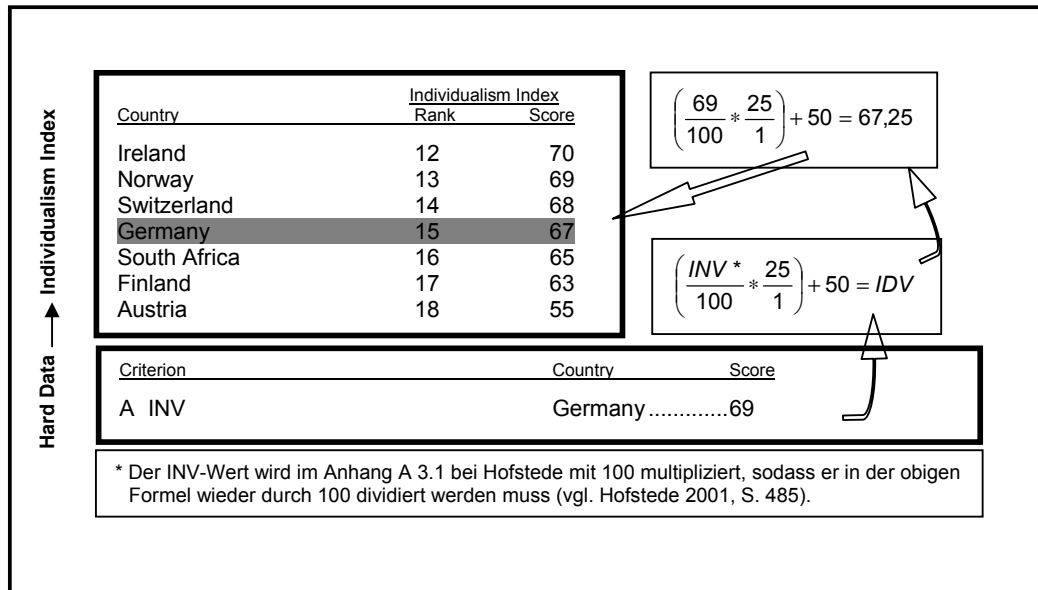 Hard Data → Individualism Index
Individualism Index
Country Rank Score
Ireland 12 70
Norway 13 69
Switzerland 14 68
Germany 15 67
South Africa 16 65
Finland 17 63
Austria 18 55
(69/100 * 25/1) + 50 = 67,25
(INV */100 * 25/1) + 50 = IDV
Criterion Country Score
A INV Germany.............69
* Der INV-Wert wird im Anhang A 3.1 bei Hofstede mit 100 multipliziert, sodass er in der obigen
Formel wieder durch 100 dividiert werden muss (vgl. Hofstede 2001, S. 485).